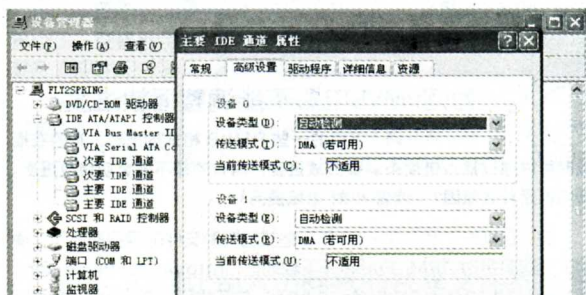 设备管理器
文件(F) 操作(A) 查看(V)
FLY2SPRING
DVD/CD-ROM 驱动器
IDE ATA/ATAPI 控制器
VIA Bus Master ID
VIA Serial ATA Co
次要 IDE 通道
次要 IDE 通道
主要 IDE 通道
主要 IDE 通道
SCSI 和 RAID 控制器
处理器
磁盘驱动器
端口 (COM 和 LPT)
计算机
监视器
主要 IDE 通道 属性
常规 高级设置 驱动程序 详细信息 资源
设备 0
设备类型(D): 自动检测
传送模式(T): DMA (若可用)
当前传送模式(C): 不适用
设备 1
设备类型(E): 自动检测
传送模式(R): DMA (若可用)
当前传送模式(U): 不适用